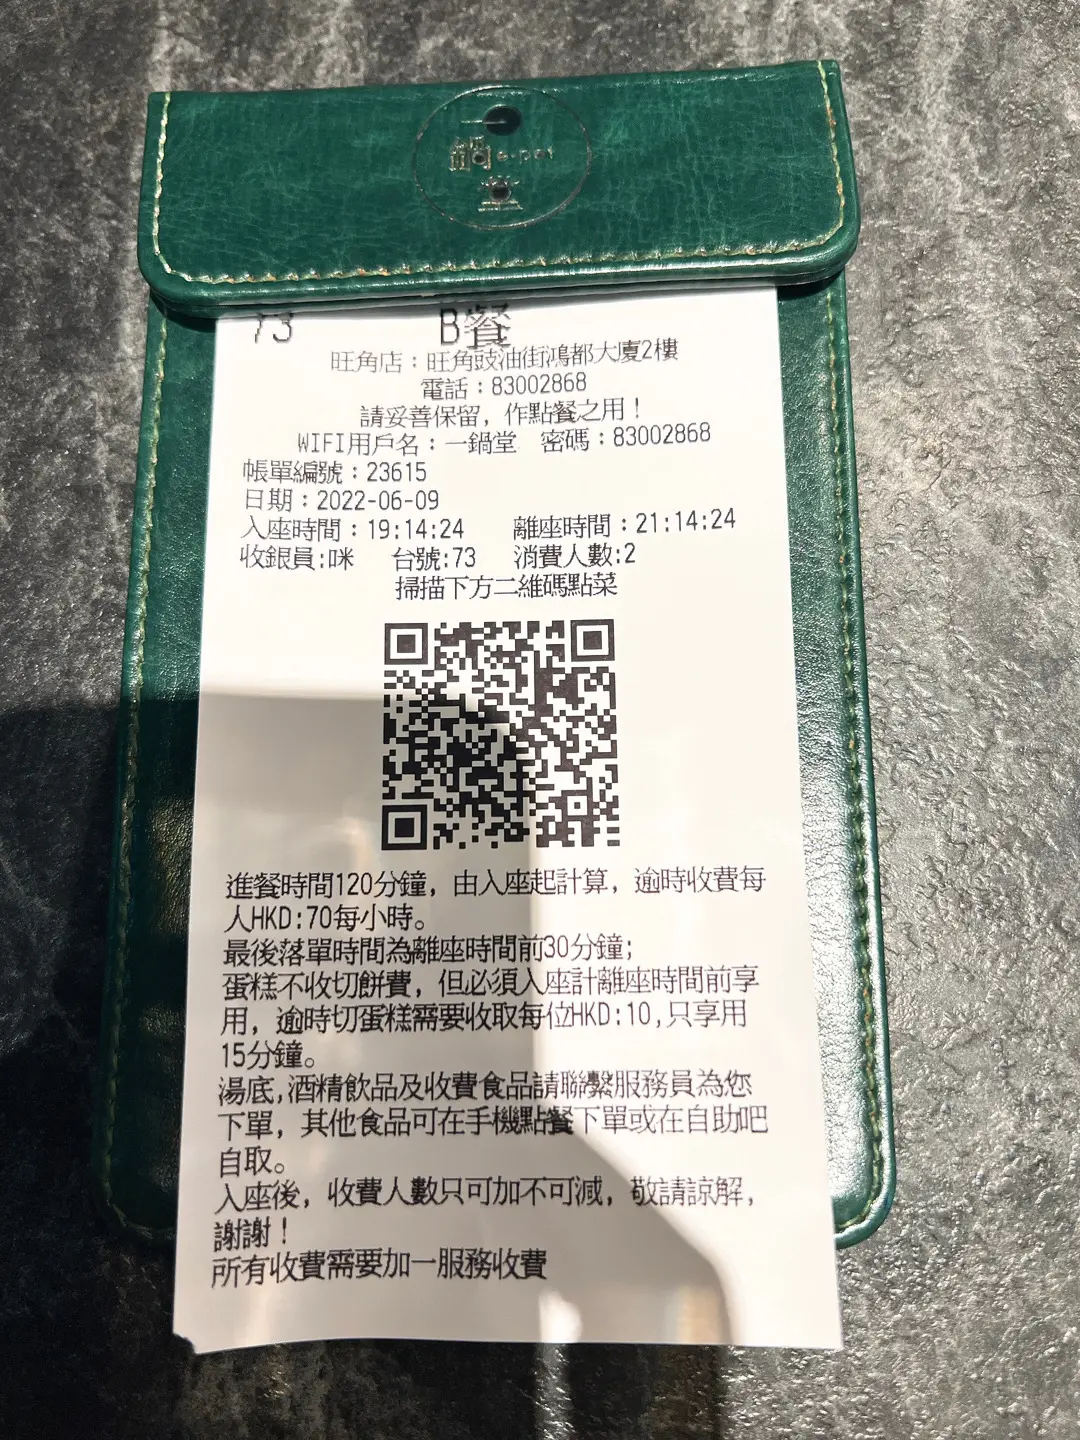 一
鍋 e·pot
堂
73 B餐
旺角店：旺角豉油街鴻都大廈2樓
電話：83002868
請妥善保留，作點餐之用！
WIFI用戶名：一鍋堂 密碼：83002868
帳單編號：23615
日期：2022-06-09
入座時間：19:14:24 離座時間：21:14:24
收銀員:咪 台號:73 消費人數:2
掃描下方二維碼點菜
進餐時間120分鐘，由入座起計算，逾時收費每
人HKD:70每小時。
最後落單時間為離座時間前30分鐘；
蛋糕不收切餅費，但必須入座計離座時間前享
用，逾時切蛋糕需要收取每位HKD:10,只享用
15分鐘。
湯底,酒精飲品及收費食品請聯繫服務員為您
下單，其他食品可在手機點餐下單或在自助吧
自取。
入座後，收費人數只可加不可減，敬請諒解，
謝謝！
所有收費需要加一服務收費